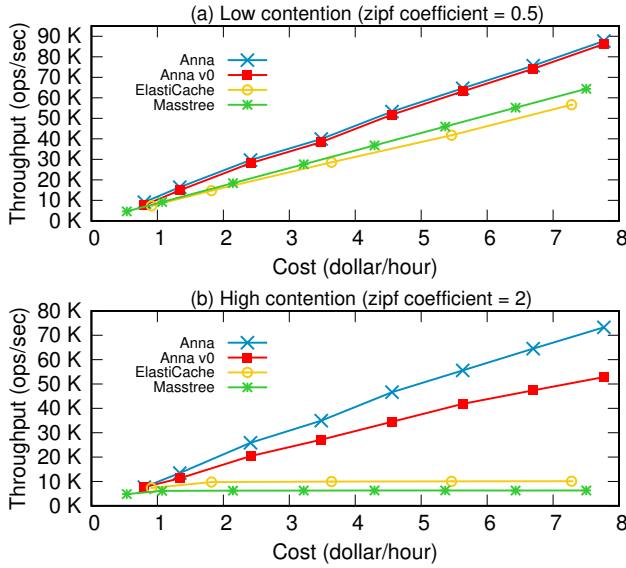 (a) Low contention (zipf coefficient = 0.5)
Throughput (ops/sec)
90 K
80 K
70 K
60 K
50 K
40 K
30 K
20 K
10 K
0 K
Anna
Anna v0
ElastiCache
Masstree
0 1 2 3 4 5 6 7 8
Cost (dollar/hour)
(b) High contention (zipf coefficient = 2)
Throughput (ops/sec)
80 K
70 K
60 K
50 K
40 K
30 K
20 K
10 K
0 K
Anna
Anna v0
ElastiCache
Masstree
0 1 2 3 4 5 6 7 8
Cost (dollar/hour)